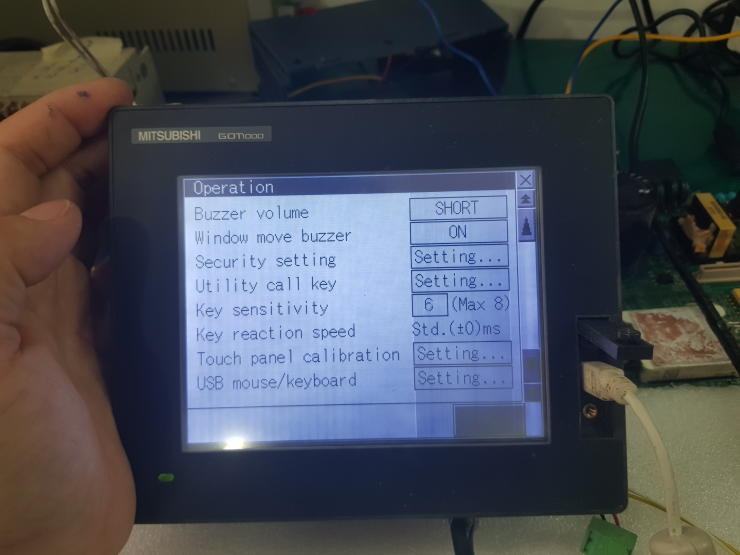 MITSUBISHI GOT1000
Operation
Buzzer volume SHORT
Window move buzzer ON
Security setting Setting...
Utility call key Setting...
Key sensitivity 6 (Max 8)
Key reaction speed Std.(±0)ms
Touch panel calibration Setting...
USB mouse/keyboard Setting...